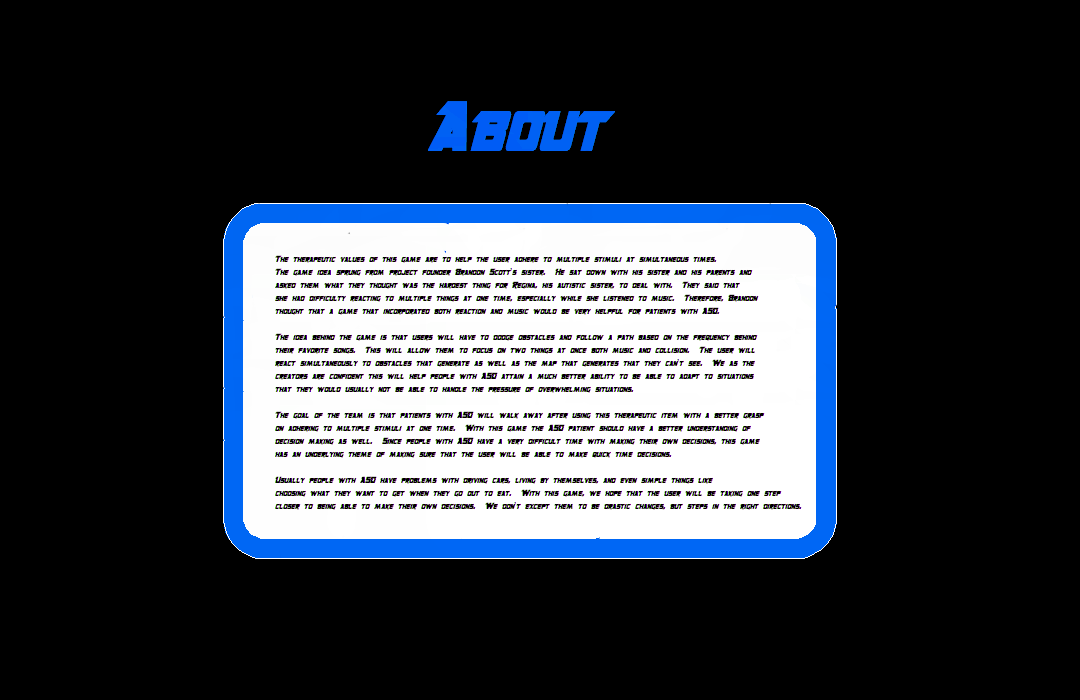 About
The therapeutic values of this game are to help the user adhere to multiple stimuli at simultaneous times.
The game idea sprung from project founder Brandon Scott's sister. He sat down with his sister and his parents and
asked them what they thought was the hardest thing for Regina, his autistic sister, to deal with. They said that
she had difficulty reacting to multiple things at one time, especially while she listened to music. Therefore, Brandon
thought that a game that incorporated both reaction and music would be very helpful for patients with ASD.
The idea behind the game is that users will have to dodge obstacles and follow a path based on the frequency behind
their favorite songs. This will allow them to focus on two things at once both music and collision. The user will
react simultaneously to obstacles that generate as well as the map that generates that they can't see. We as the
creators are confident this will help people with ASD attain a much better ability to be able to adapt to situations
that they would usually not be able to handle the pressure of overwhelming situations.
The goal of the team is that patients with ASD will walk away after using this therapeutic item with a better grasp
on adhering to multiple stimuli at one time. With this game the ASD patient should have a better understanding of
decision making as well. Since people with ASD have a very difficult time with making their own decisions, this game
has an underlying theme of making sure that the user will be able to make quick time decisions.
Usually people with ASD have problems with driving cars, living by themselves, and even simple things like
choosing what they want to get when they go out to eat. With this game, we hope that the user will be taking one step
closer to being able to make their own decisions. We don't except them to be drastic changes, but steps in the right directions.